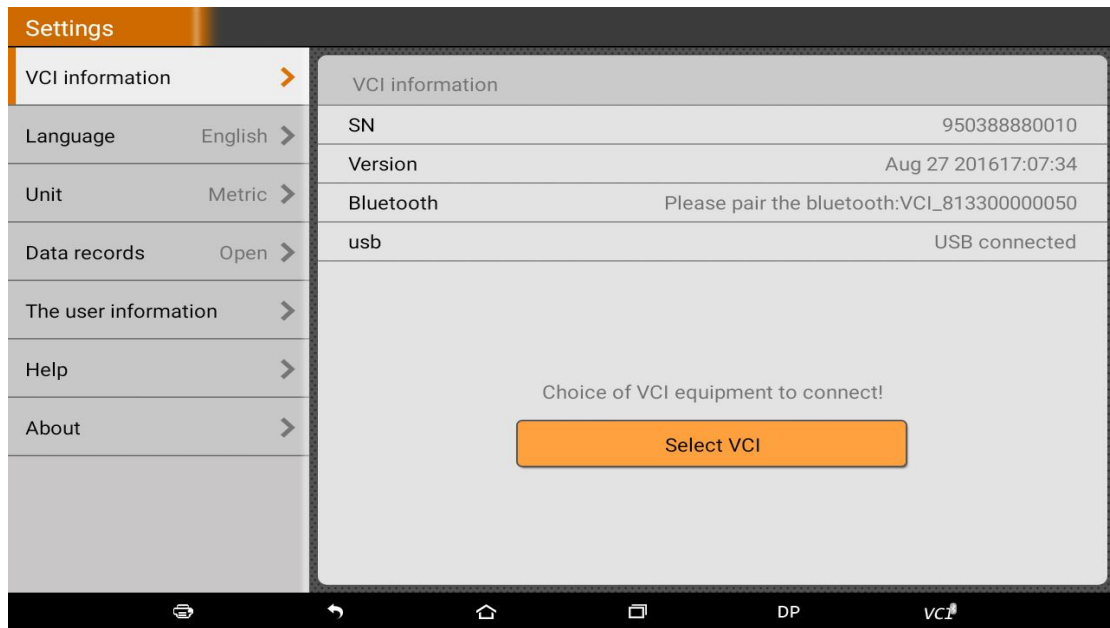 Settings
VCI information
Language English
Unit Metric
Data records Open
The user information
Help
About
VCI information
SN 950388880010
Version Aug 27 201617:07:34
Bluetooth Please pair the bluetooth:VCI_813300000050
usb USB connected
Choice of VCI equipment to connect!
Select VCI
DP
VCI